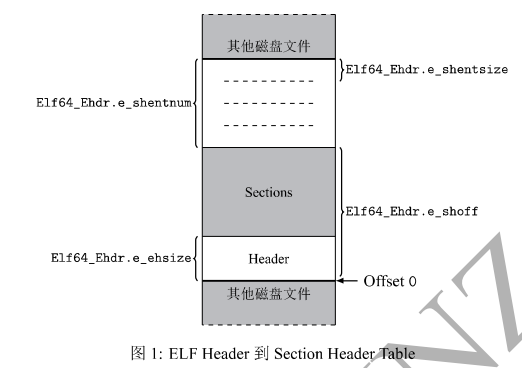 其他磁盘文件
Elf64_Ehdr.e_shentsize
Elf64_Ehdr.e_shentnum
Sections
Elf64_Ehdr.e_shoff
Elf64_Ehdr.e_ehsize
Header
Offset 0
其他磁盘文件
图 1: ELF Header 到 Section Header Table